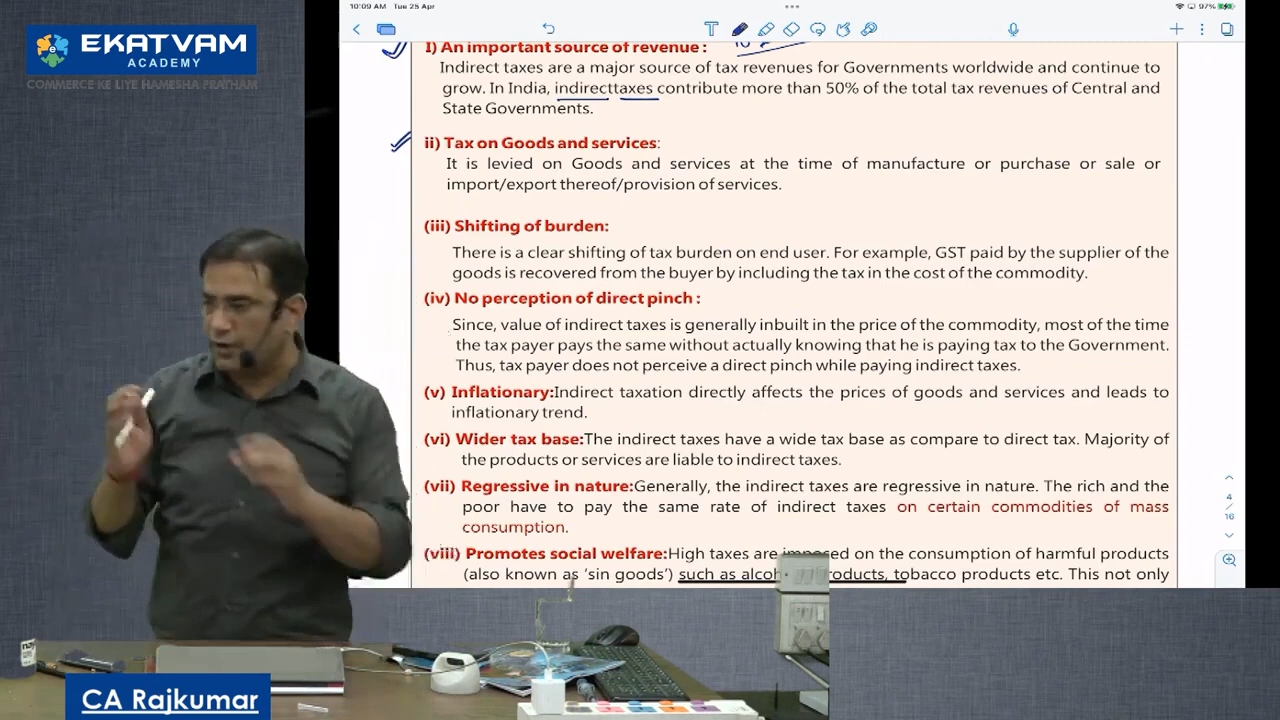 10:09 AM Tue 25 Apr
97%
EKATVAM
ACADEMY
COMMERCE KE LIYE HAMESHA PRATHAM
I) An important source of revenue :
Indirect taxes are a major source of tax revenues for Governments worldwide and continue to
grow. In India, indirecttaxes contribute more than 50% of the total tax revenues of Central and
State Governments.
ii) Tax on Goods and services:
It is levied on Goods and services at the time of manufacture or purchase or sale or
import/export thereof/provision of services.
(iii) Shifting of burden:
There is a clear shifting of tax burden on end user. For example, GST paid by the supplier of the
goods is recovered from the buyer by including the tax in the cost of the commodity.
(iv) No perception of direct pinch :
Since, value of indirect taxes is generally inbuilt in the price of the commodity, most of the time
the tax payer pays the same without actually knowing that he is paying tax to the Government.
Thus, tax payer does not perceive a direct pinch while paying indirect taxes.
(v) Inflationary:Indirect taxation directly affects the prices of goods and services and leads to
inflationary trend.
(vi) Wider tax base:The indirect taxes have a wide tax base as compare to direct tax. Majority of
the products or services are liable to indirect taxes.
(vii) Regressive in nature:Generally, the indirect taxes are regressive in nature. The rich and the
poor have to pay the same rate of indirect taxes on certain commodities of mass
consumption.
(viii) Promotes social welfare:High taxes are imposed on the consumption of harmful products
(also known as 'sin goods') such as alcoh roducts, tobacco products etc. This not only
4
/
16
CA Rajkumar